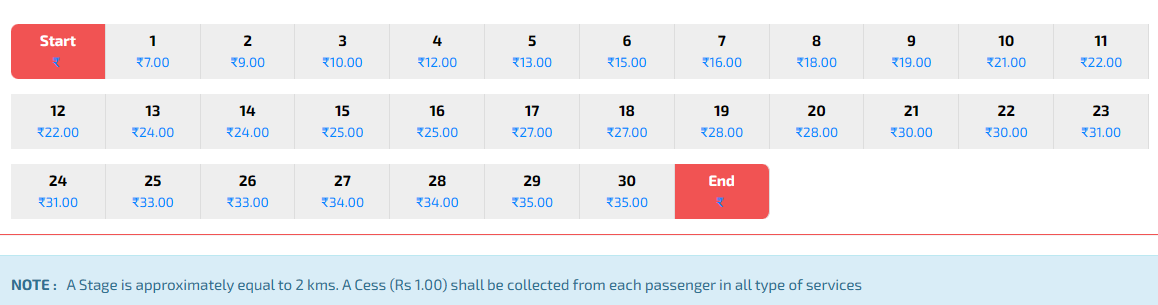 Start 1 2 3 4 5 6 7 8 9 10 11
₹ ₹7.00 ₹9.00 ₹10.00 ₹12.00 ₹13.00 ₹15.00 ₹16.00 ₹18.00 ₹19.00 ₹21.00 ₹22.00
12 13 14 15 16 17 18 19 20 21 22 23
₹22.00 ₹24.00 ₹24.00 ₹25.00 ₹25.00 ₹27.00 ₹27.00 ₹28.00 ₹28.00 ₹30.00 ₹30.00 ₹31.00
24 25 26 27 28 29 30 End
₹31.00 ₹33.00 ₹33.00 ₹34.00 ₹34.00 ₹35.00 ₹35.00 ₹
NOTE : A Stage is approximately equal to 2 kms. A Cess (Rs 1.00) shall be collected from each passenger in all type of services